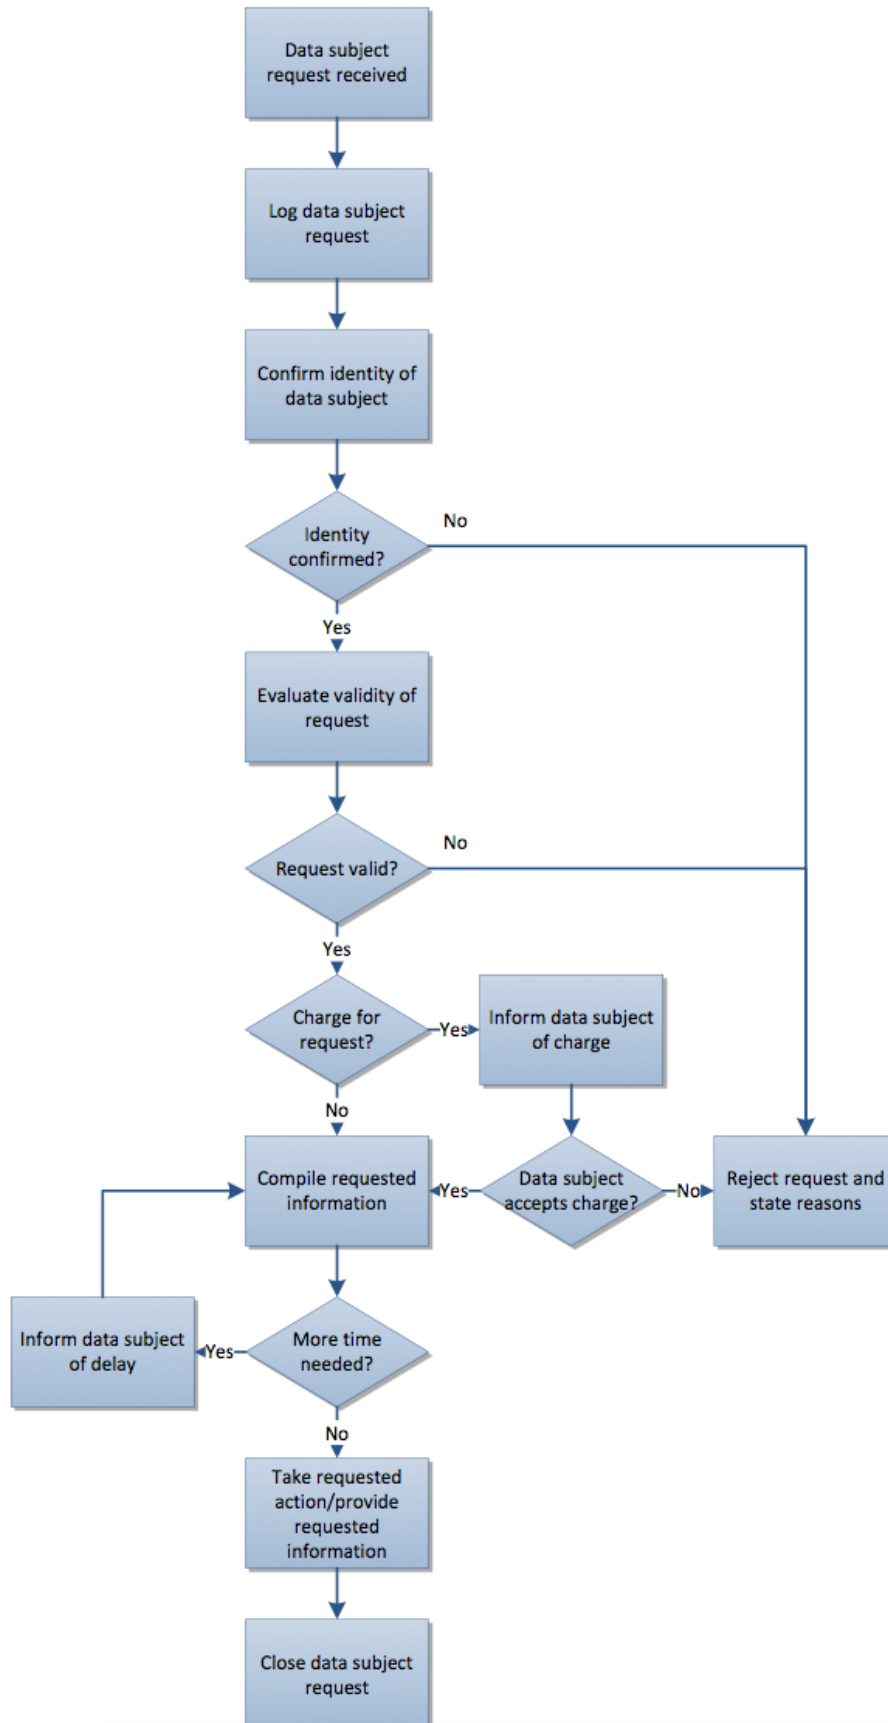 Data subject
request received
Log data subject
request
Confirm identity of
data subject
Identity
confirmed?
No
Yes
Evaluate validity of
request
Request valid?
No
Yes
Charge for
request?
Yes
Inform data subject
of charge
No
Compile requested
information
Yes
Data subject
accepts charge?
No
Reject request and
state reasons
Inform data subject
of delay
Yes
More time
needed?
No
Take requested
action/provide
requested
information
Close data subject
request